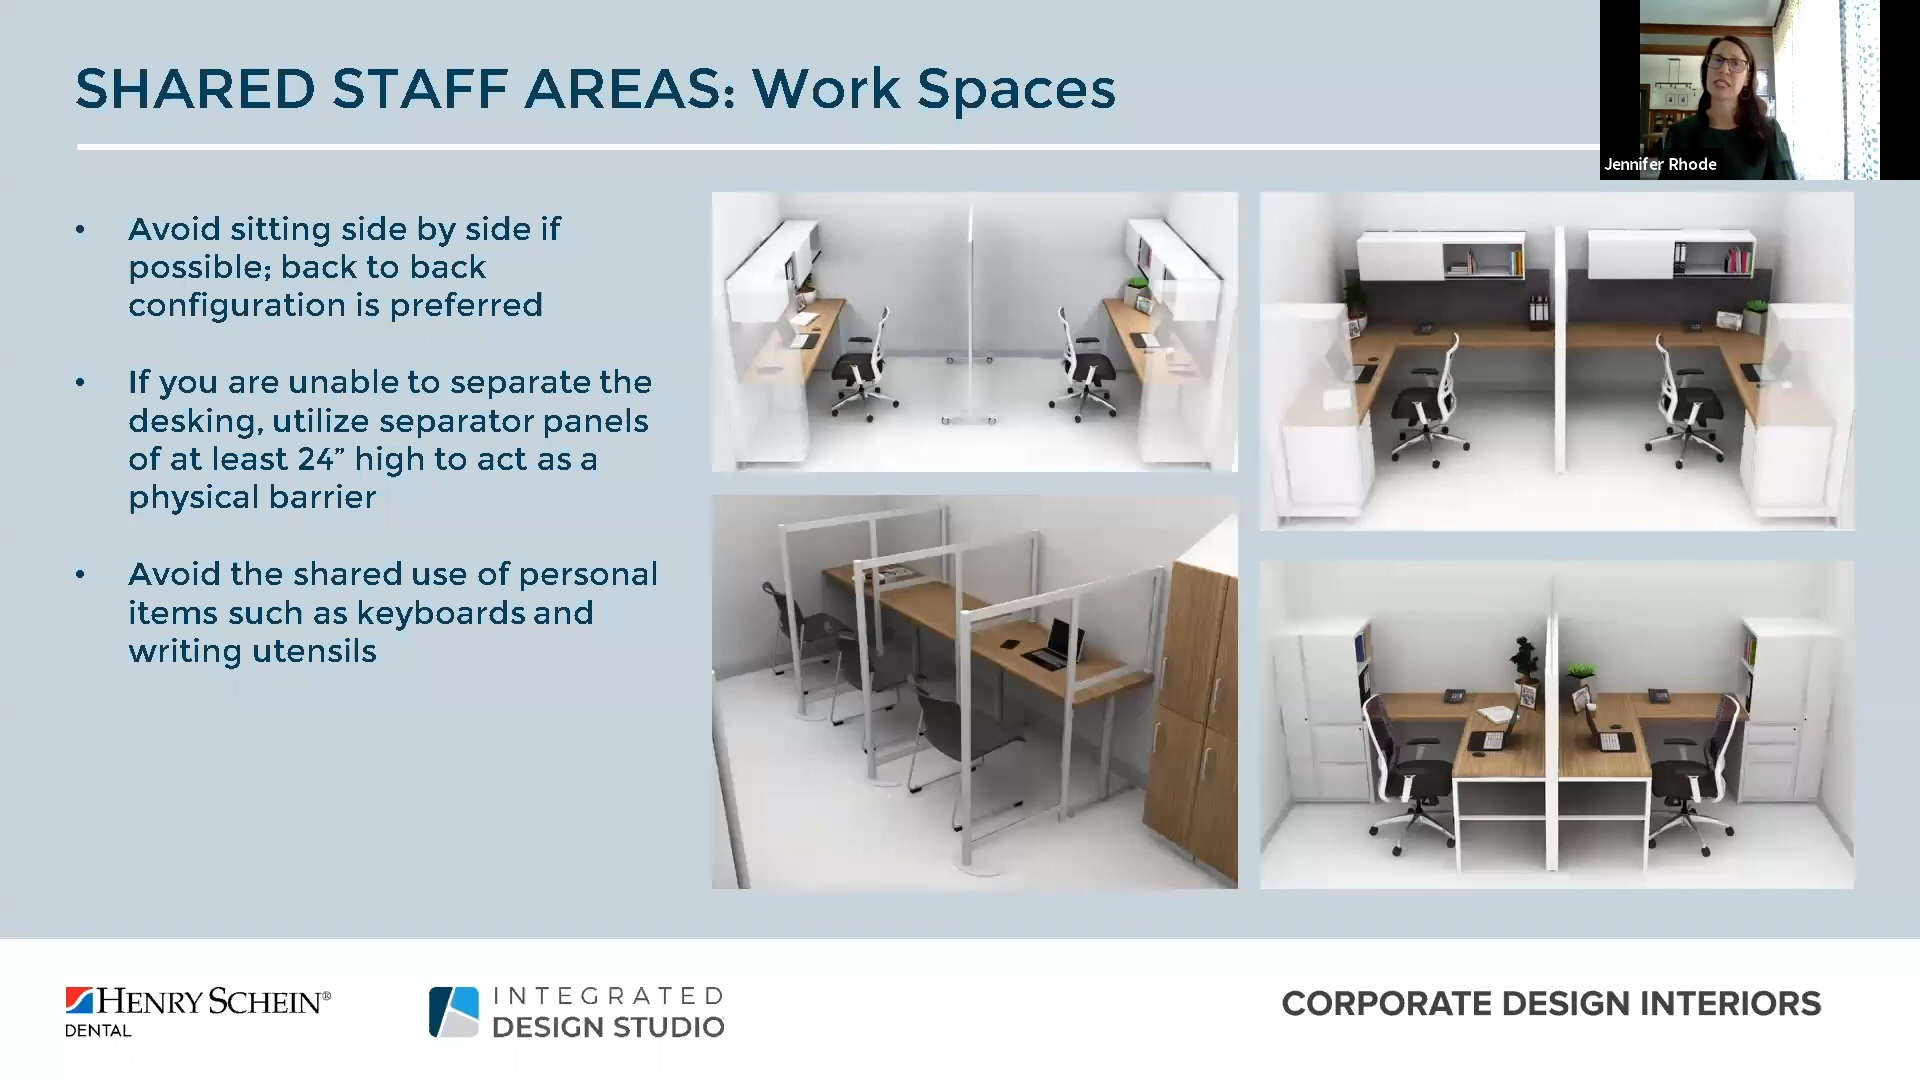 SHARED STAFF AREAS: Work Spaces
Jennifer Rhode
• Avoid sitting side by side if
possible; back to back
configuration is preferred
• If you are unable to separate the
desking, utilize separator panels
of at least 24” high to act as a
physical barrier
• Avoid the shared use of personal
items such as keyboards and
writing utensils
HENRY SCHEIN®
DENTAL
INTEGRATED
DESIGN STUDIO
CORPORATE DESIGN INTERIORS